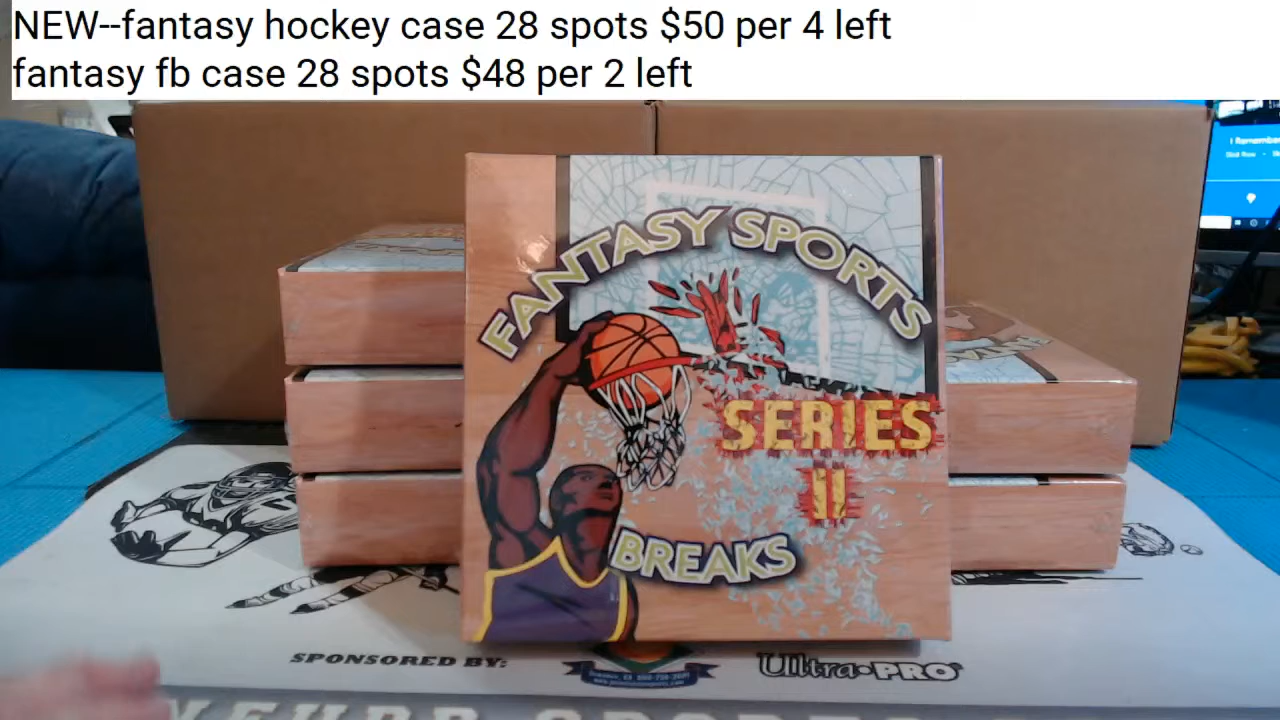 NEW--fantasy hockey case 28 spots $50 per 4 left
fantasy fb case 28 spots $48 per 2 left
FANTASY SPORTS
SERIES
II
BREAKS
SPONSORED BY:
Ultra•PRO